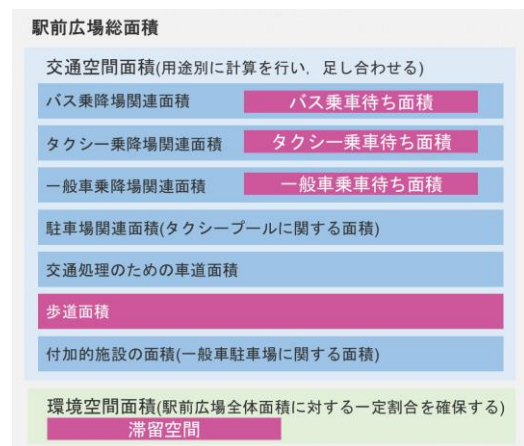 駅前広場総面積
交通空間面積(用途別に計算を行い，足し合わせる)
バス乗降場関連面積 バス乗車待ち面積
タクシー乗降場関連面積 タクシー乗車待ち面積
一般車乗降場関連面積 一般車乗車待ち面積
駐車場関連面積(タクシープールに関する面積)
交通処理のための車道面積
歩道面積
付加的施設の面積(一般車駐車場に関する面積)
環境空間面積(駅前広場全体面積に対する一定割合を確保する)
滞留空間